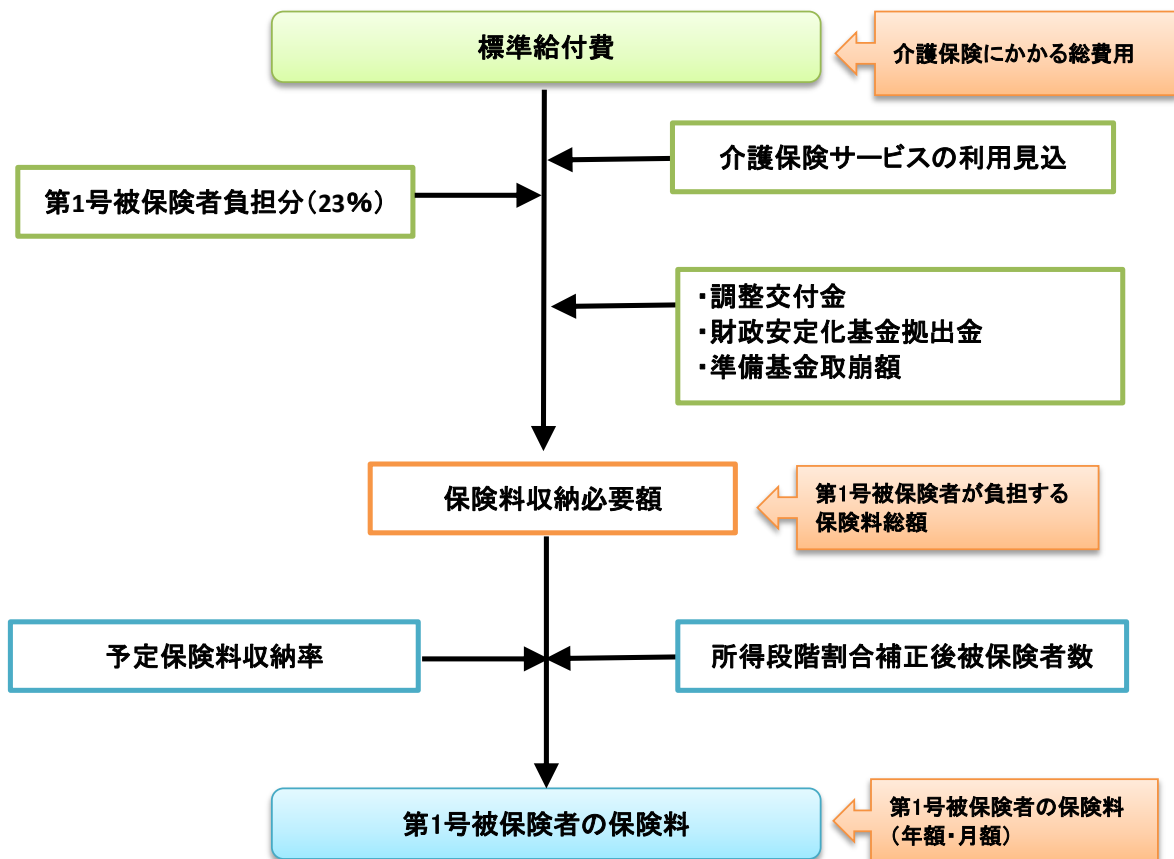 標準給付費
介護保険にかかる総費用
介護保険サービスの利用見込
第1号被保険者負担分(23%)
・調整交付金
・財政安定化基金拠出金
・準備基金取崩額
保険料収納必要額
第1号被保険者が負担する
保険料総額
予定保険料収納率
所得段階割合補正後被保険者数
第1号被保険者の保険料
第1号被保険者の保険料
(年額・月額)